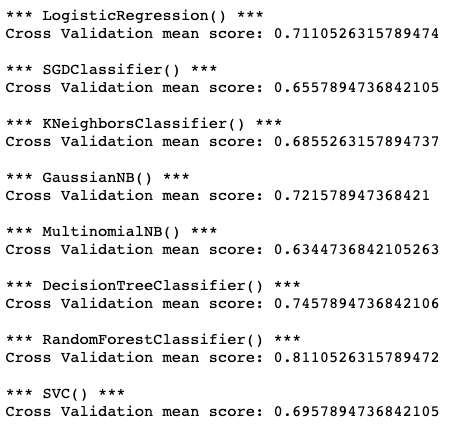 *** LogisticRegression() ***
Cross Validation mean score: 0.7110526315789474
*** SGDClassifier() ***
Cross Validation mean score: 0.6557894736842105
*** KNeighborsClassifier() ***
Cross Validation mean score: 0.6855263157894737
*** GaussianNB() ***
Cross Validation mean score: 0.721578947368421
*** MultinomialNB() ***
Cross Validation mean score: 0.6344736842105263
*** DecisionTreeClassifier() ***
Cross Validation mean score: 0.7457894736842106
*** RandomForestClassifier() ***
Cross Validation mean score: 0.8110526315789472
*** SVC() ***
Cross Validation mean score: 0.6957894736842105